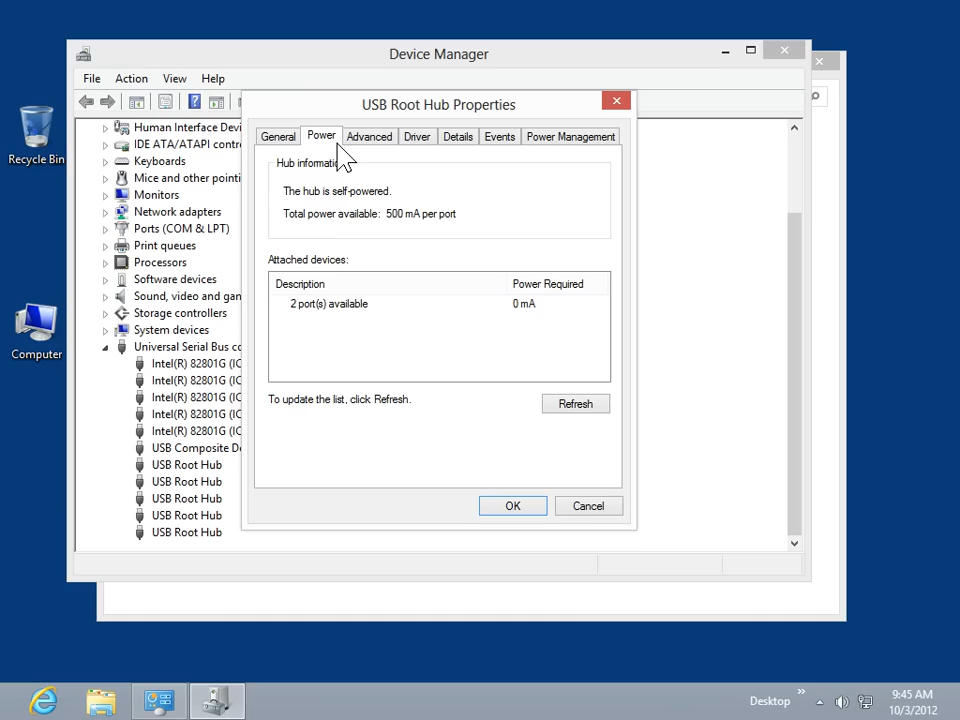 Device Manager
File Action View Help
USB Root Hub Properties
General Power Advanced Driver Details Events Power Management
Hub informatio
The hub is self-powered.
Total power available: 500 mA per port
Attached devices:
Description Power Required
2 port(s) available 0 mA
To update the list, click Refresh.
Refresh
OK Cancel
Human Interface Devi
IDE ATA/ATAPI contr
Keyboards
Mice and other pointi
Monitors
Network adapters
Ports (COM & LPT)
Print queues
Processors
Software devices
Sound, video and gan
Storage controllers
System devices
Universal Serial Bus co
Intel(R) 82801G (IC
Intel(R) 82801G (IC
Intel(R) 82801G (IC
Intel(R) 82801G (IC
Intel(R) 82801G (IC
USB Composite De
USB Root Hub
USB Root Hub
USB Root Hub
USB Root Hub
USB Root Hub
Recycle Bin
Computer
Desktop
9:45 AM
10/3/2012